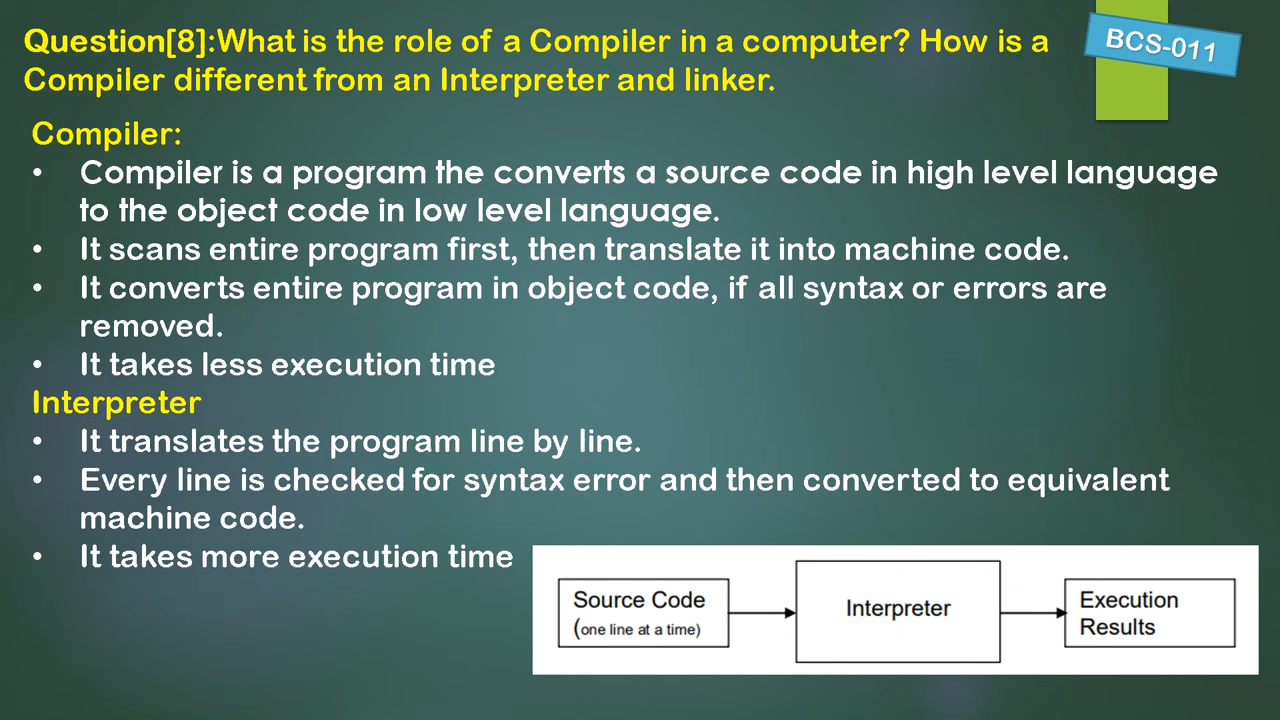 Question[8]:What is the role of a Compiler in a computer? How is a
Compiler different from an Interpreter and linker.
BCS-011
Compiler:
• Compiler is a program the converts a source code in high level language
to the object code in low level language.
• It scans entire program first, then translate it into machine code.
• It converts entire program in object code, if all syntax or errors are
removed.
• It takes less execution time
Interpreter
• It translates the program line by line.
• Every line is checked for syntax error and then converted to equivalent
machine code.
• It takes more execution time
Source Code
(one line at a time)
Interpreter
Execution
Results